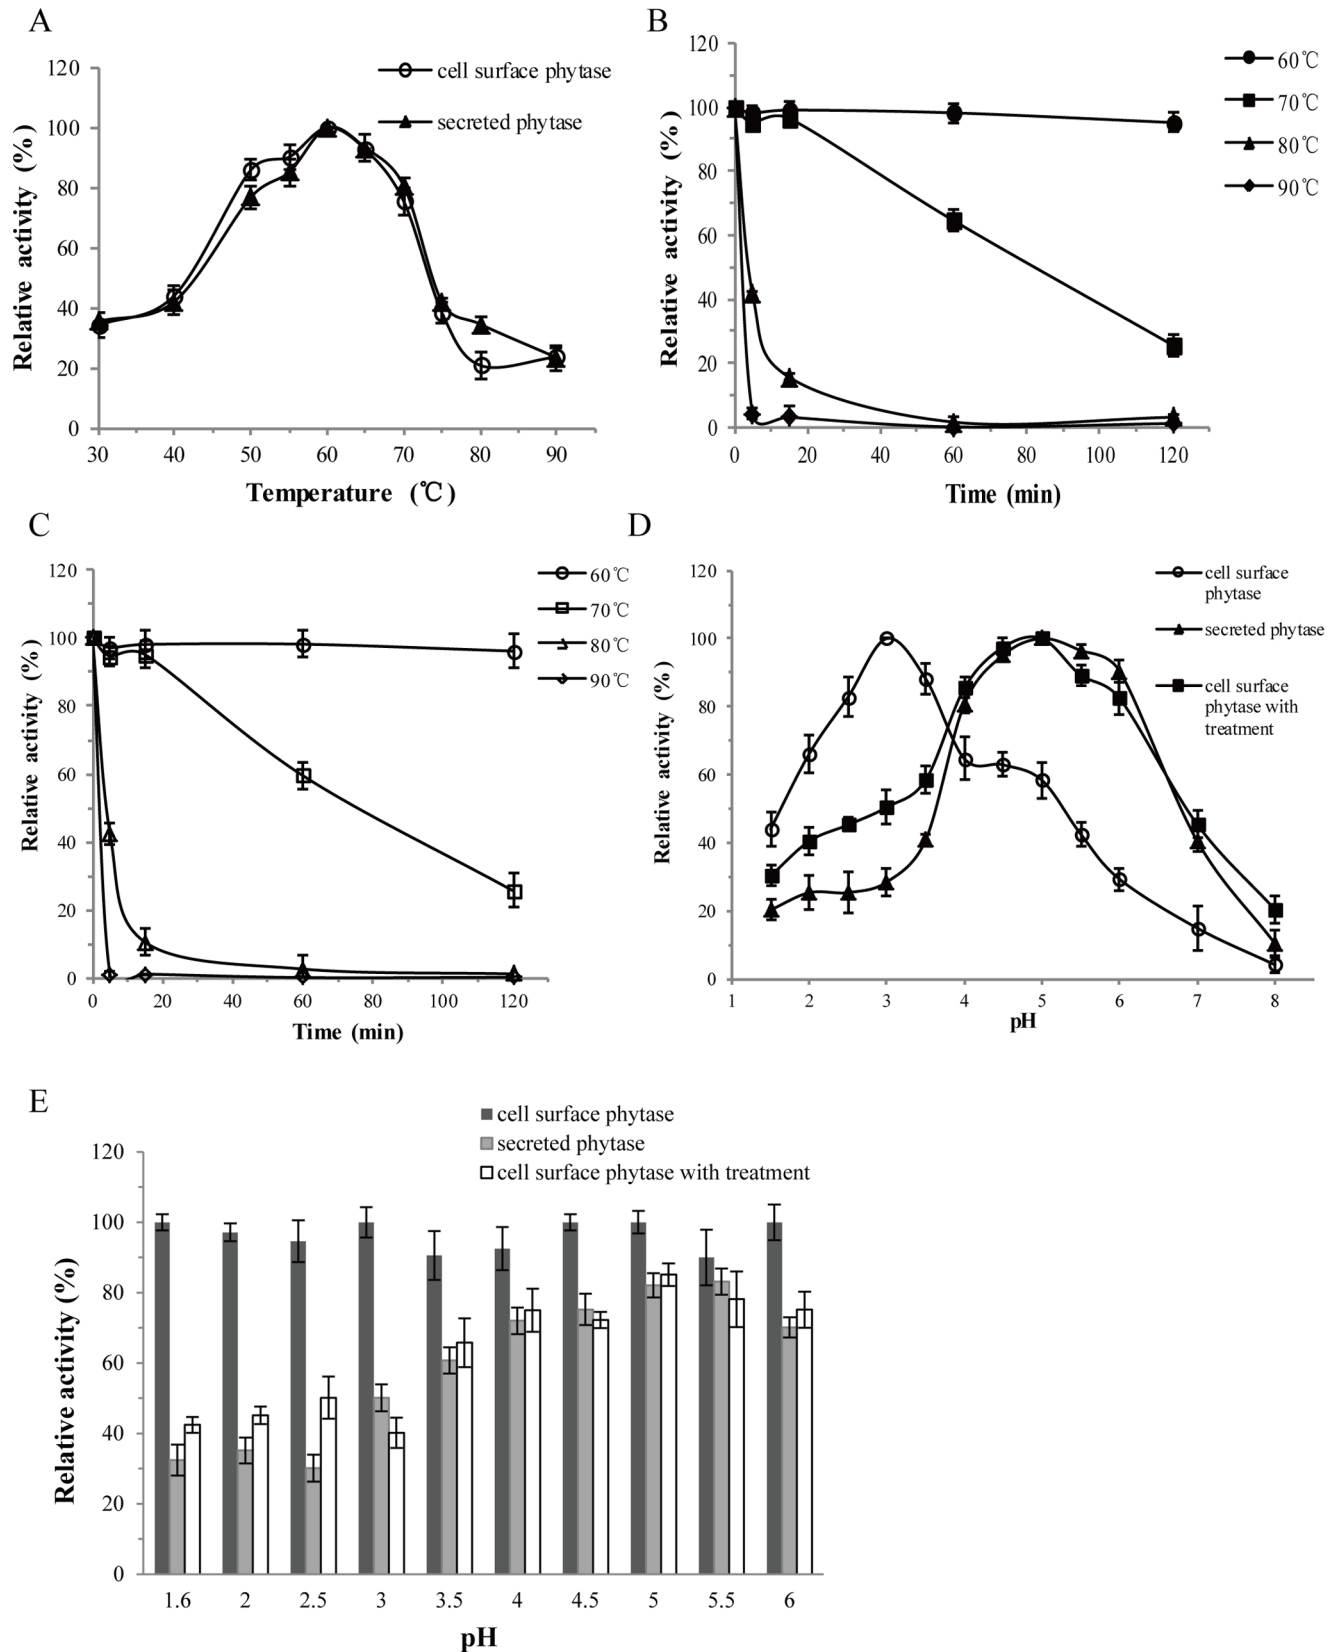 A
120
100
80
60
40
20
0
Relative activity (%)
cell surface phytase
secreted phytase
30 40 50 60 70 80 90
Temperature (℃)
B
120
100
80
60
40
20
0
Relative activity (%)
60℃
70℃
80℃
90℃
0 20 40 60 80 100 120
Time (min)
C
120
100
80
60
40
20
0
Relative activity (%)
60℃
70℃
80℃
90℃
0 20 40 60 80 100 120
Time (min)
D
120
100
80
60
40
20
0
Relative activity (%)
cell surface
phytase
secreted phytase
cell surface
phytase with
treatment
1 2 3 4 5 6 7 8
pH
E
cell surface phytase
secreted phytase
cell surface phytase with treatment
120
100
80
60
40
20
0
Relative activity (%)
1.6 2 2.5 3 3.5 4 4.5 5 5.5 6
pH